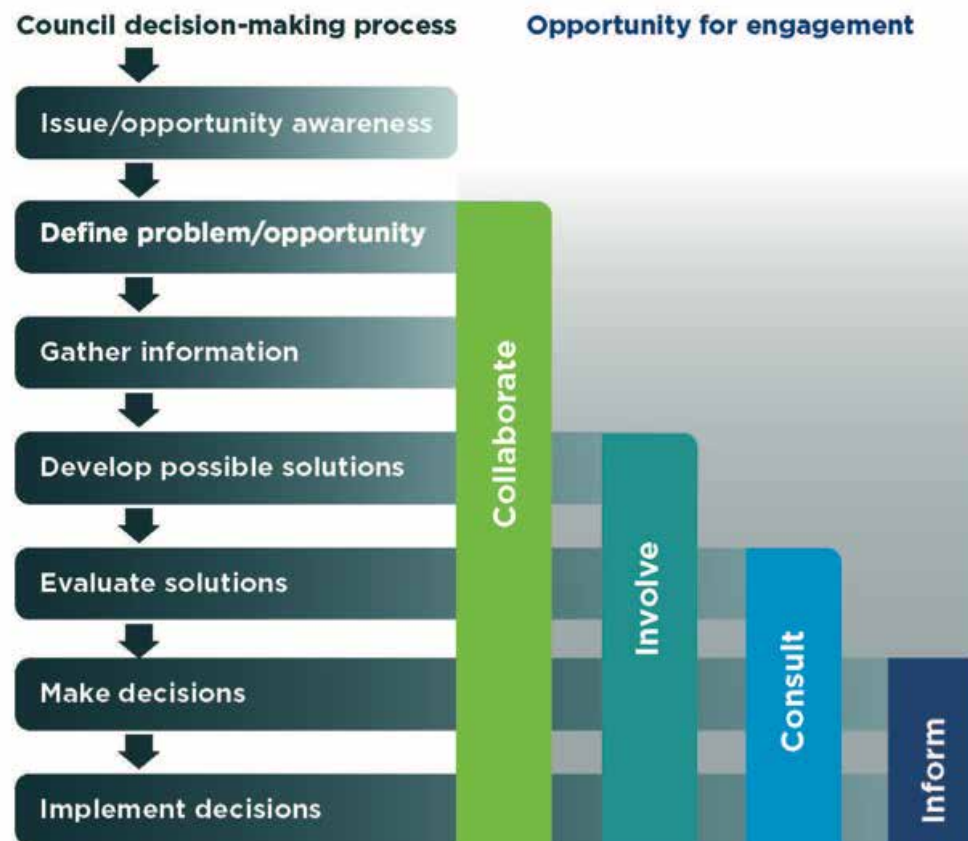 Council decision-making process
Opportunity for engagement
Issue/opportunity awareness
Define problem/opportunity
Gather information
Develop possible solutions
Evaluate solutions
Make decisions
Implement decisions
Collaborate
Involve
Consult
Inform